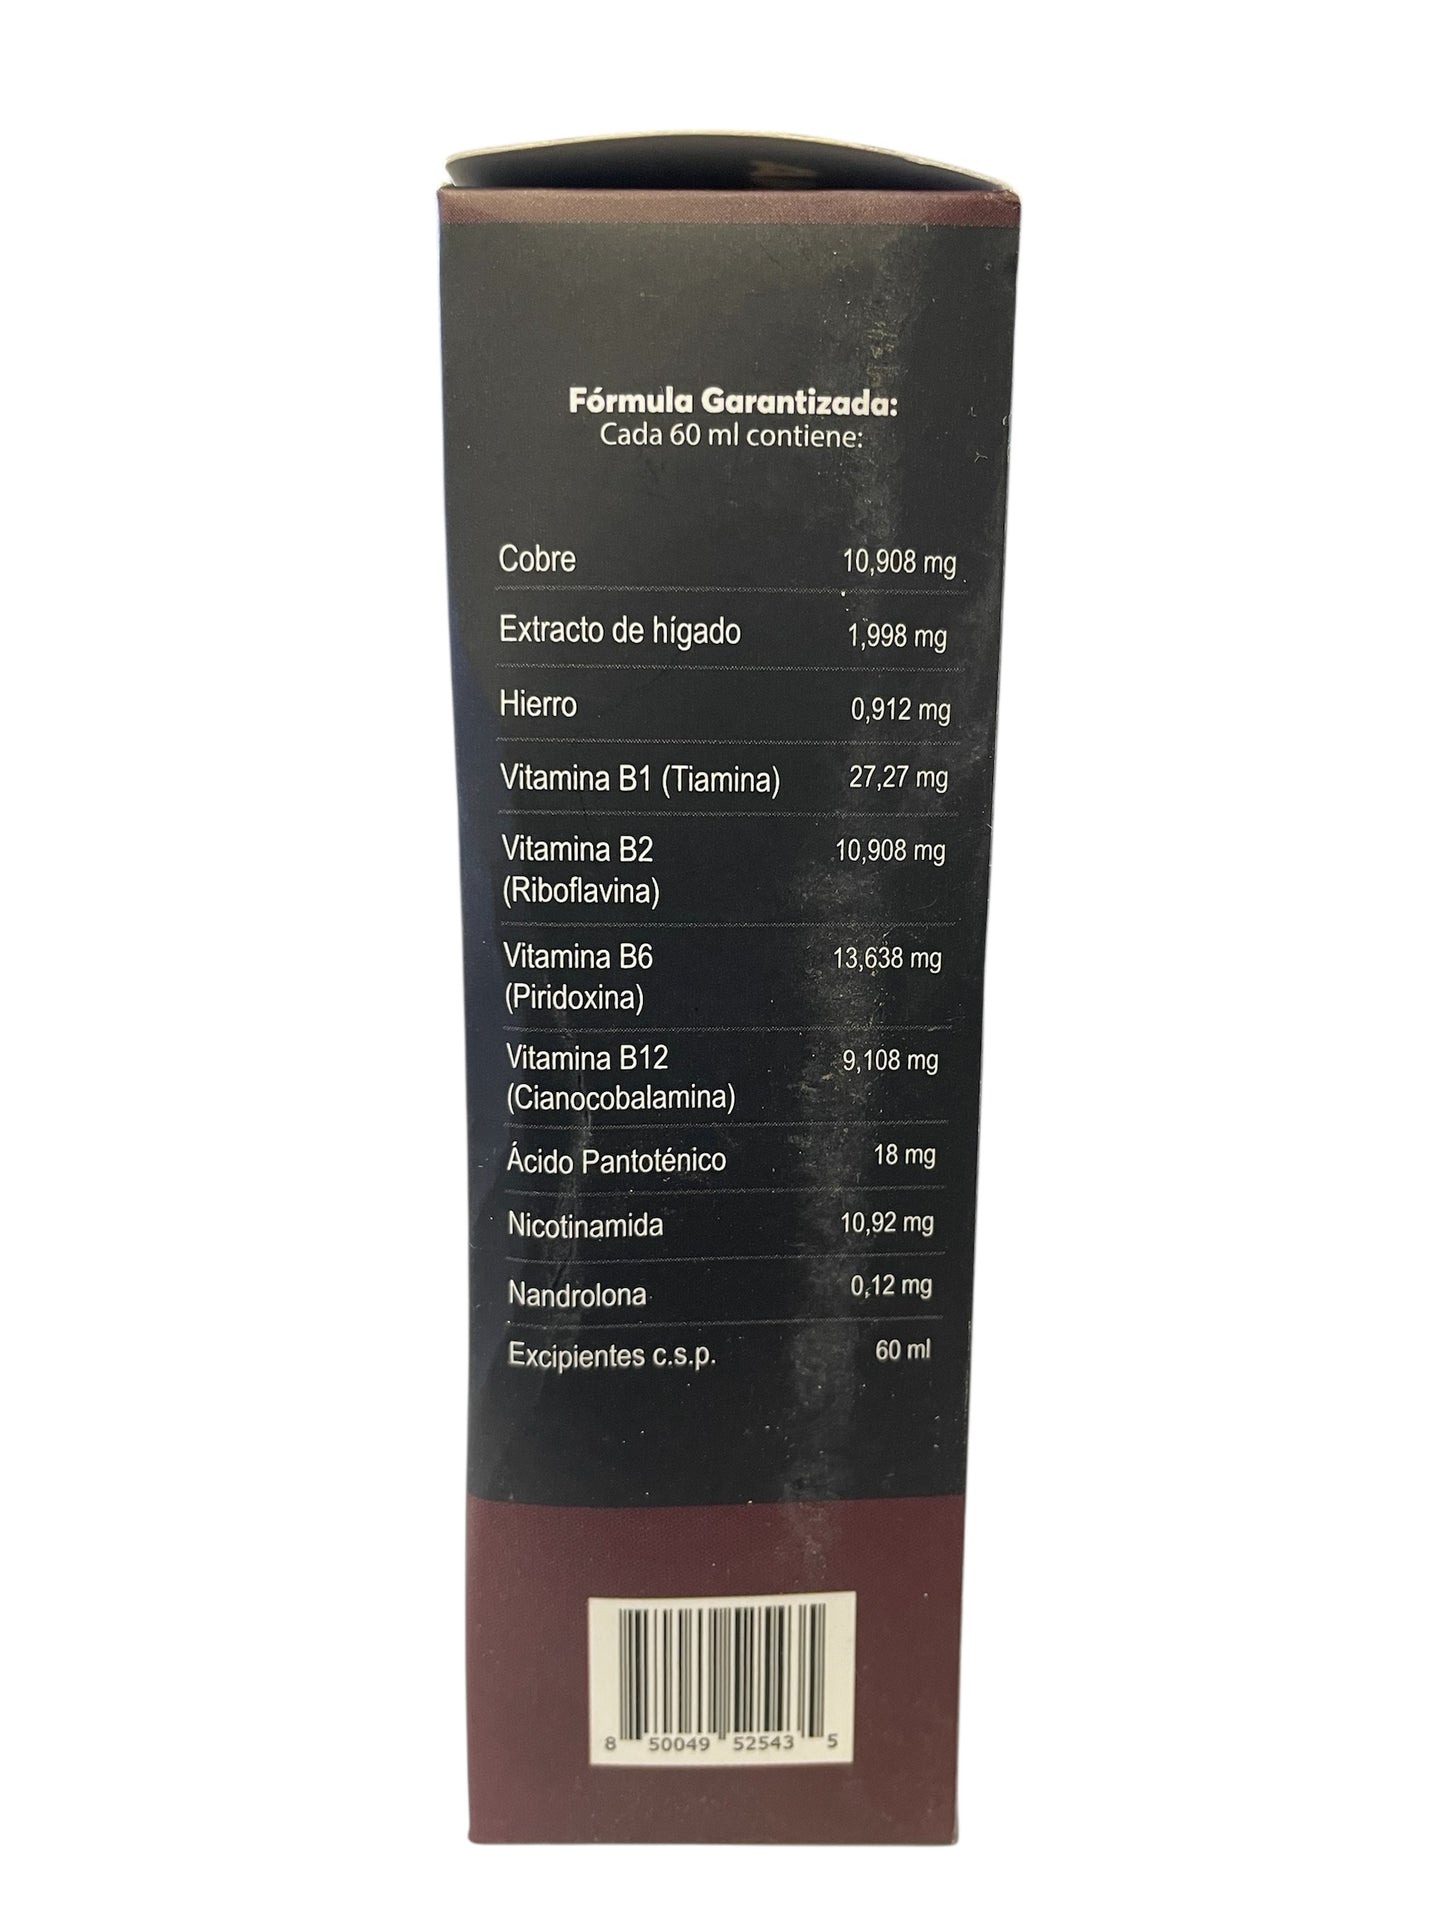 Fórmula Garantizada:
Cada 60 ml contiene:
Cobre 10,908 mg
Extracto de hígado 1,998 mg
Hierro 0,912 mg
Vitamina B1 (Tiamina) 27,27 mg
Vitamina B2 10,908 mg
(Riboflavina)
Vitamina B6 13,638 mg
(Piridoxina)
Vitamina B12 9,108 mg
(Cianocobalamina)
Ácido Pantoténico 18 mg
Nicotinamida 10,92 mg
Nandrolona 0,12 mg
Excipientes c.s.p. 60 ml
8 50049 52543 5